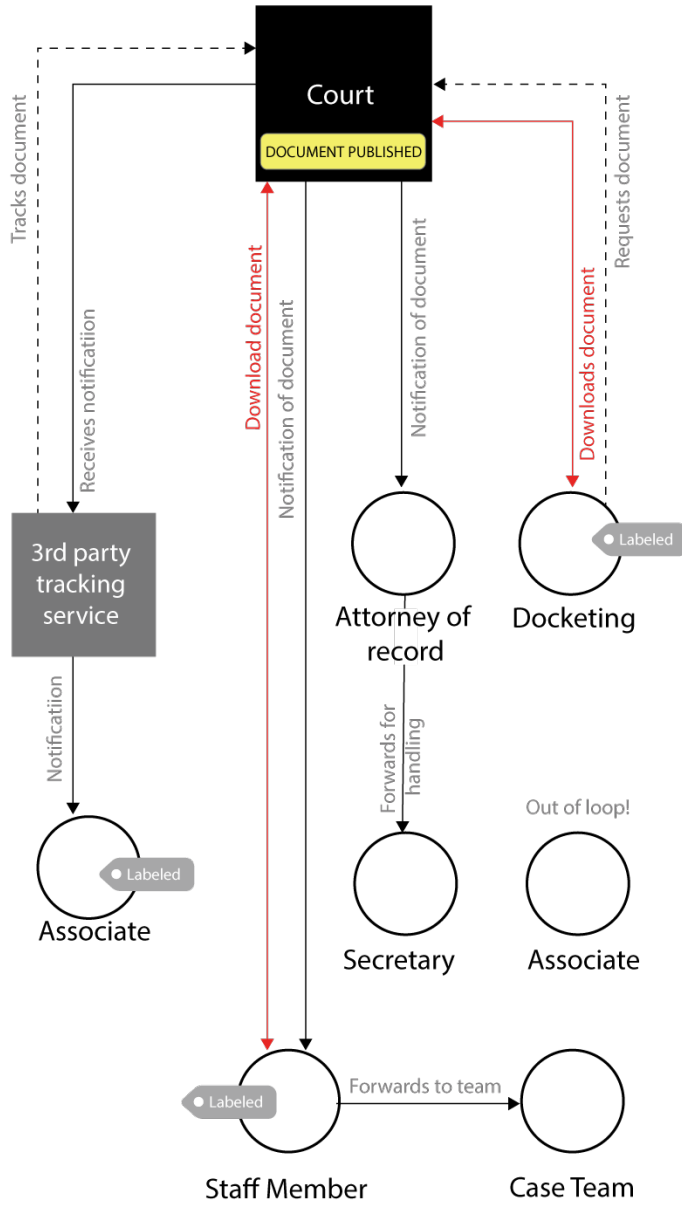 Court
DOCUMENT PUBLISHED
Tracks document
Receives notificatiion
Download document
Notification of document
Notification of document
Downloads document
Requests document
3rd party
tracking
service
Attorney of
record
Docketing
Labeled
Notificatiion
Forwards for
handling
Out of loop!
Labeled
Associate
Secretary
Associate
Labeled
Forwards to team
Staff Member
Case Team